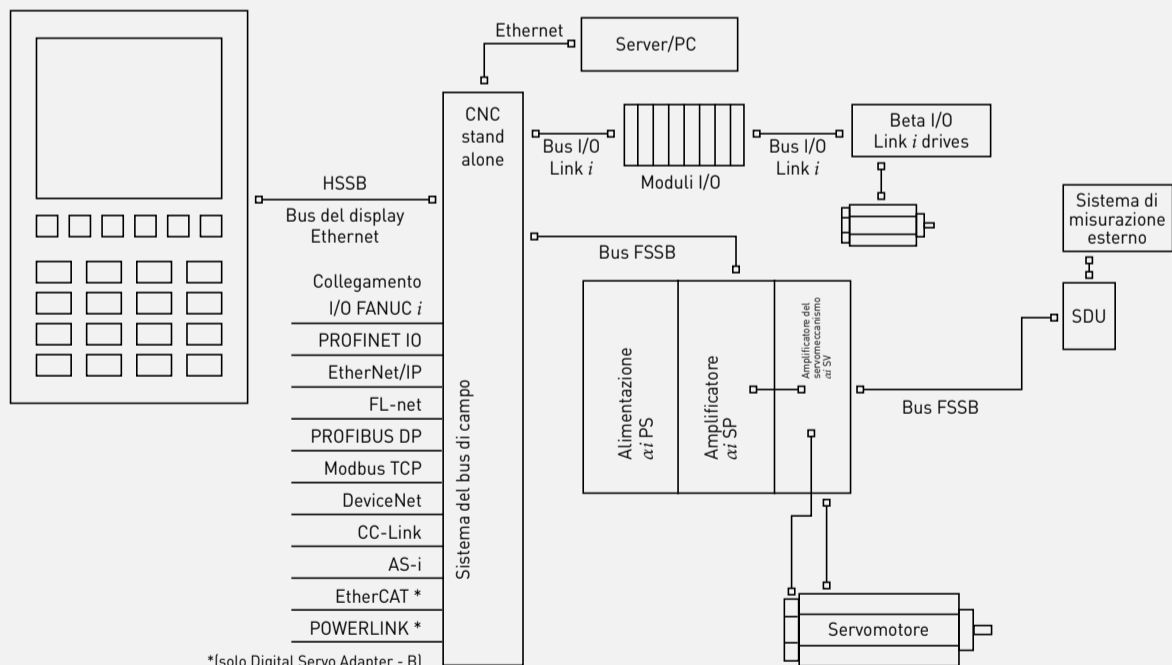 Ethernet
Server/PC
CNC
stand
alone
Bus I/O
Link i
Moduli I/O
Bus I/O
Link i
Beta I/O
Link i drives
HSSB
Bus del display
Ethernet
Sistema di
misurazione
esterno
Bus FSSB
SDU
Collegamento
I/O FANUC i
PROFINET IO
EtherNet/IP
FL-net
PROFIBUS DP
Modbus TCP
DeviceNet
CC-Link
AS-i
EtherCAT *
POWERLINK *
*(solo Digital Servo Adapter - B)
Sistema del bus di campo
Alimentazione
αi PS
Amplificatore
αi SP
Amplificatore del
servomeccanismo
αi SV
Bus FSSB
Servomotore